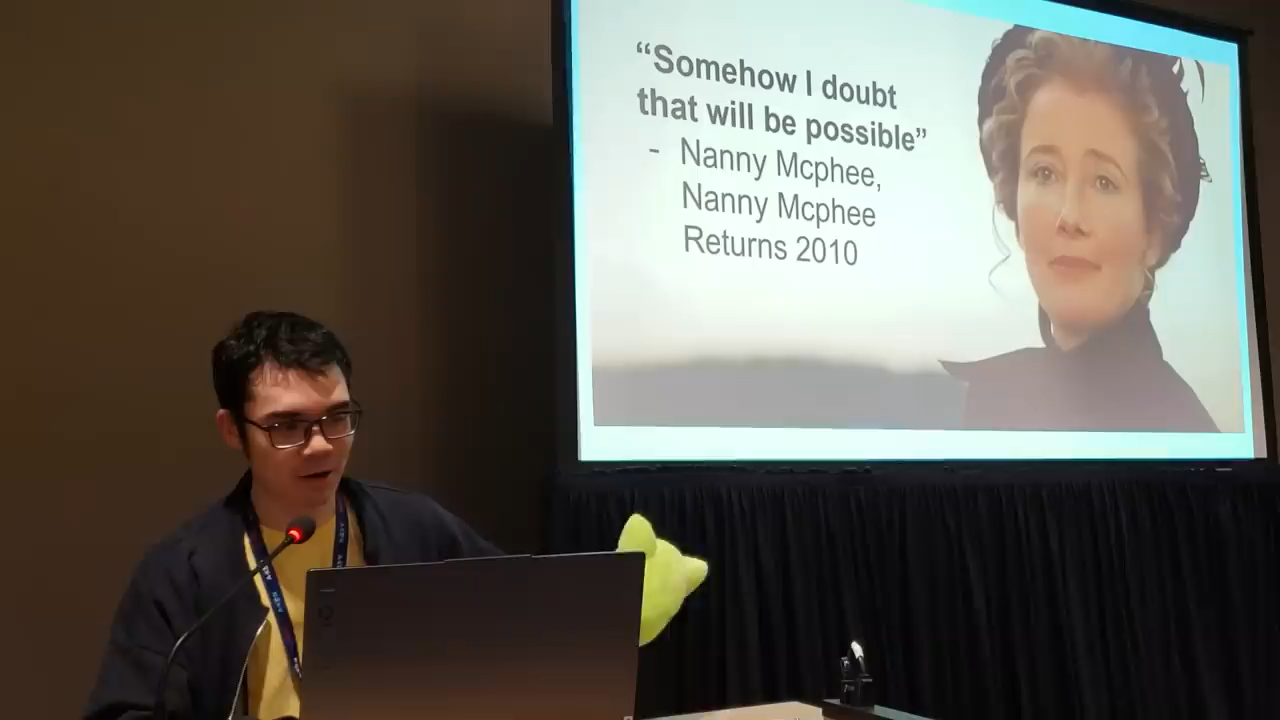 “Somehow I doubt
that will be possible”
- Nanny Mcphee,
Nanny Mcphee
Returns 2010